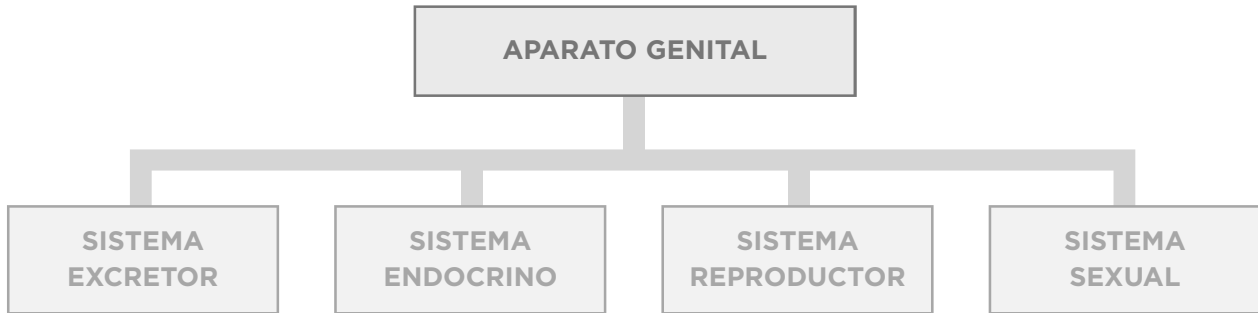 APARATO GENITAL
SISTEMA
EXCRETOR
SISTEMA
ENDOCRINO
SISTEMA
REPRODUCTOR
SISTEMA
SEXUAL